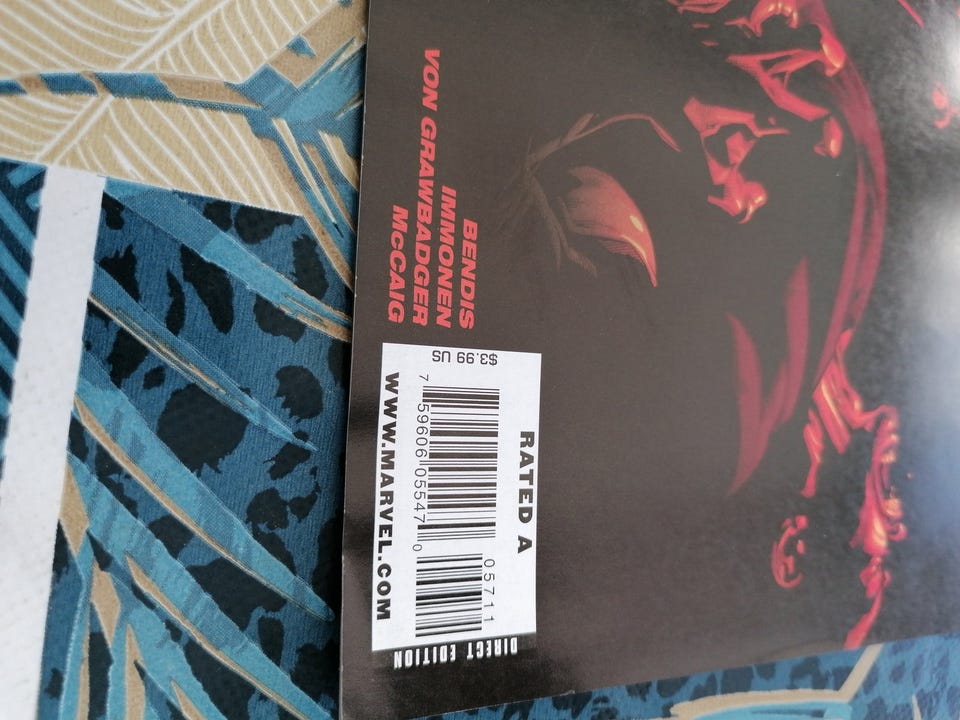 BENDIS
IMMONEN
VON GRAWBADGER
McCAIG
$3.99 US
RATED A
05711
7 59606 05547 0
WWW.MARVEL.COM
DIRECT EDITION